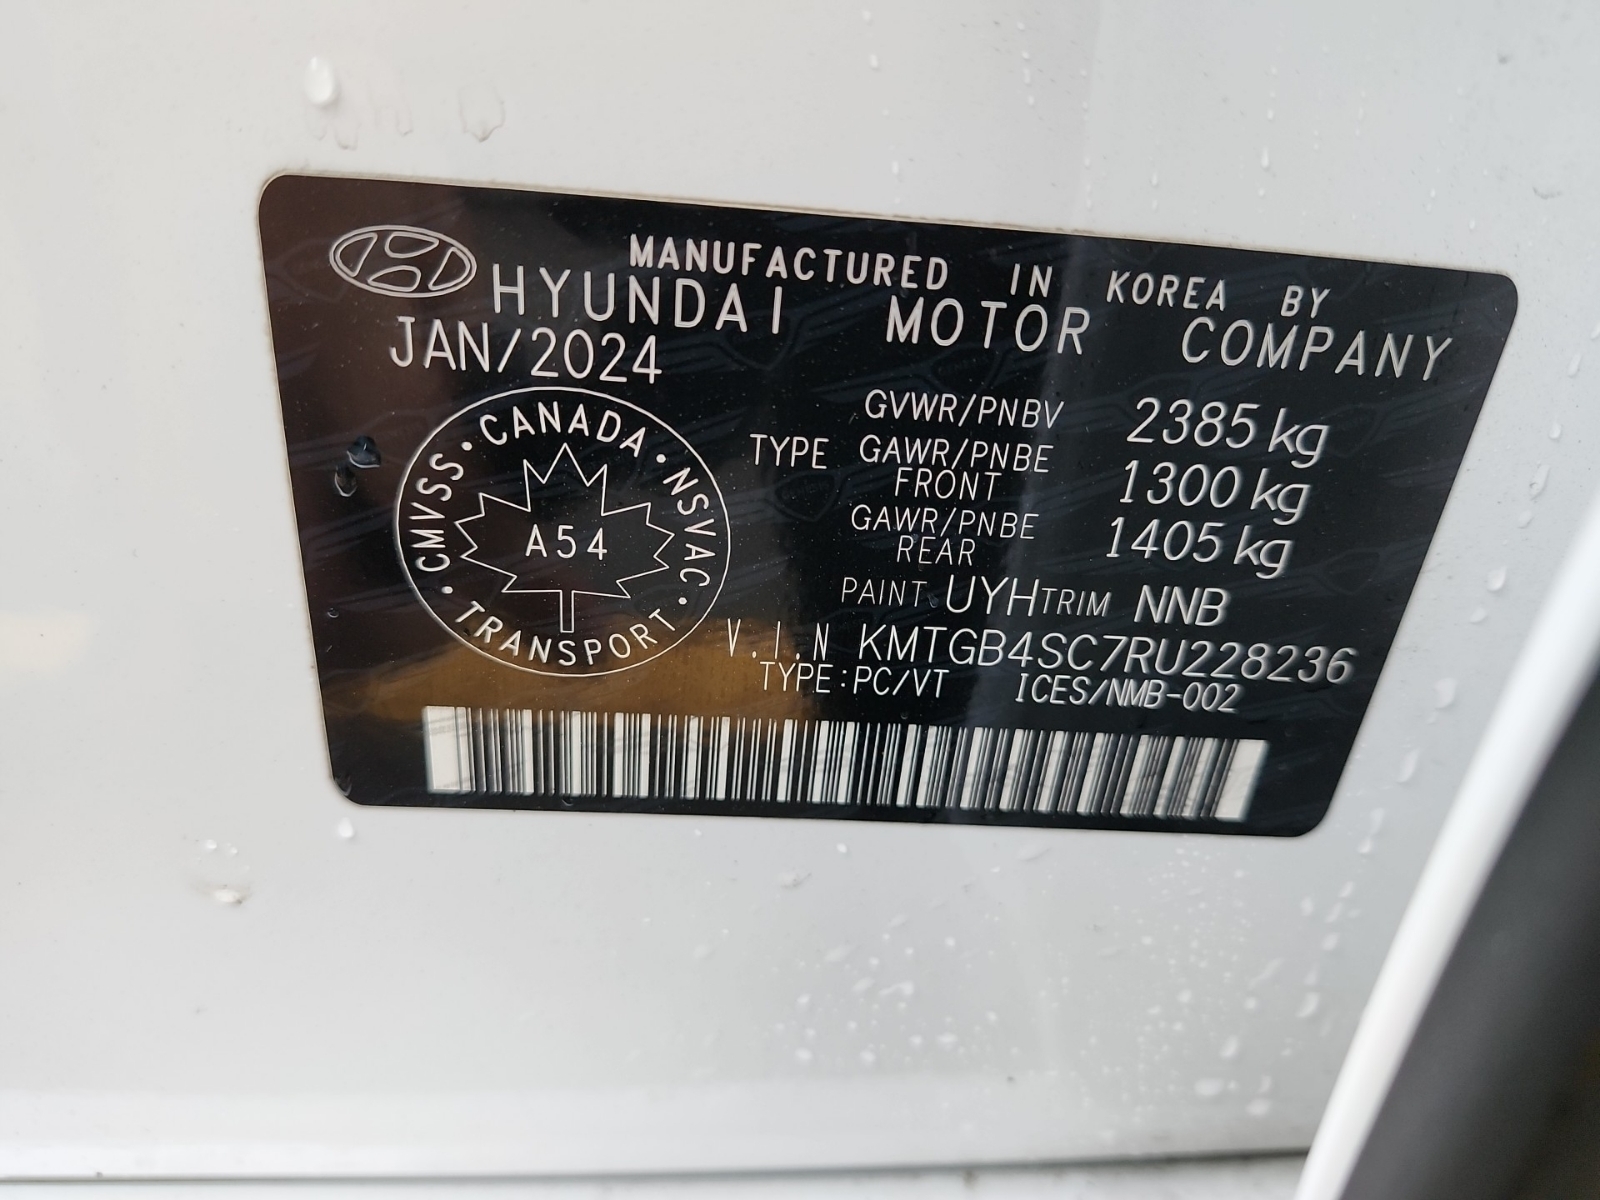 MANUFACTURED IN KOREA BY
HYUNDAI MOTOR COMPANY
JAN/2024
GVWR/PNBV 2385 kg
TYPE GAWR/PNBE FRONT 1300 kg
GAWR/PNBE REAR 1405 kg
CMVSS · CANADA · NSVAC · TRANSPORT ·
A54
PAINT UYH TRIM NNB
V.I.N KMTGB4SC7RU228236
TYPE:PC/VT ICES/NMB-002